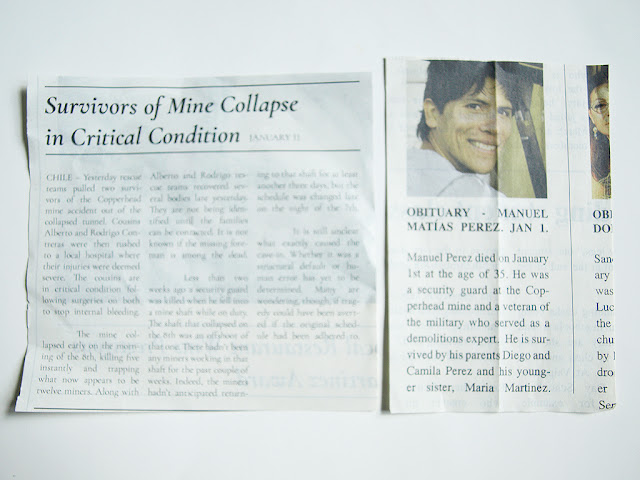 Survivors of Mine Collapse
in Critical Condition JANUARY 11
CHILE – Yesterday rescue
teams pulled two survi-
vors of the Copperhead
mine accident out of the
collapsed tunnel. Cousins
Alberto and Rodrigo Con-
treras were then rushed
to a local hospital where
their injuries were deemed
severe. The cousins are
in critical condition fol-
lowing surgeries on both
to stop internal bleeding.
The mine col-
lapsed early on the morn-
ing of the 8th, killing five
instantly and trapping
what now appears to be
twelve miners. Along with
Alberto and Rodrigo res-
cue teams recovered sev-
eral bodies late yesterday.
They are not being iden-
tified until the families
can be contacted. It is not
known if the missing fore-
man is among the dead.
Less than two
weeks ago a security guard
was killed when he fell into
a mine shaft while on duty.
The shaft that collapsed on
the 8th was an offshoot of
that one. There hadn't been
any miners working in that
shaft for the past couple of
weeks. Indeed, the miners
hadn't anticipated return-
ing to that shaft for at least
another three days, but the
schedule was changed late
on the night of the 7th.
It is still unclear
what exactly caused the
cave-in. Whether it was a
structural default or hu-
man error has yet to be
determined. Many are
wondering, though, if trag-
edy could have been avert-
ed if the original sched-
ule had been adhered to.
OBITUARY - MANUEL
MATÍAS PEREZ. JAN 1.
Manuel Perez died on January
1st at the age of 35. He was
a security guard at the Cop-
perhead mine and a veteran of
the military who served as a
demolitions expert. He is sur-
vived by his parents Diego and
Camila Perez and his young-
er sister, Maria Martinez.
OBI
DO
Sand
ary
was
Luc
the
chu
by
dro
er
Ser